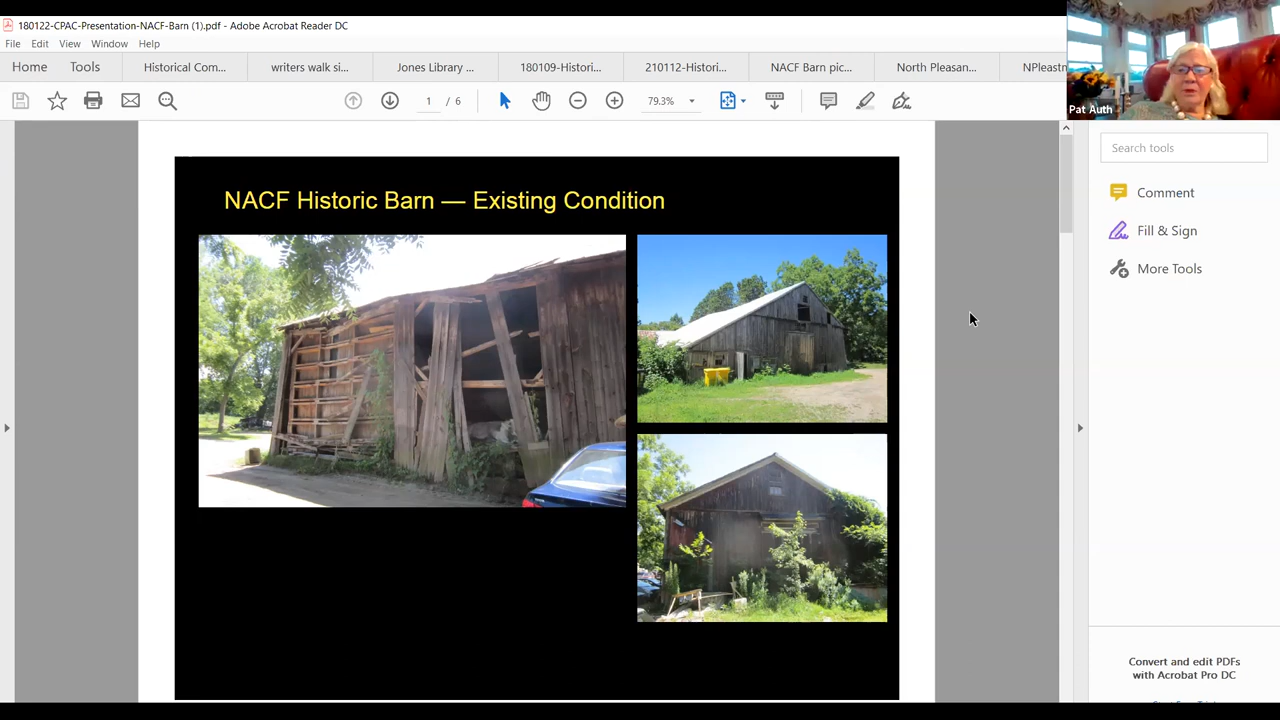 180122-CPAC-Presentation-NACF-Barn (1).pdf - Adobe Acrobat Reader DC
File Edit View Window Help
Home Tools Historical Com... writers walk si... Jones Library ... 180109-Histori... 210112-Histori... NACF Barn pic... North Pleasan... NPleastn
1 / 6 79.3%
Pat Auth
Search tools
Comment
Fill & Sign
More Tools
NACF Historic Barn — Existing Condition
Convert and edit PDFs
with Acrobat Pro DC